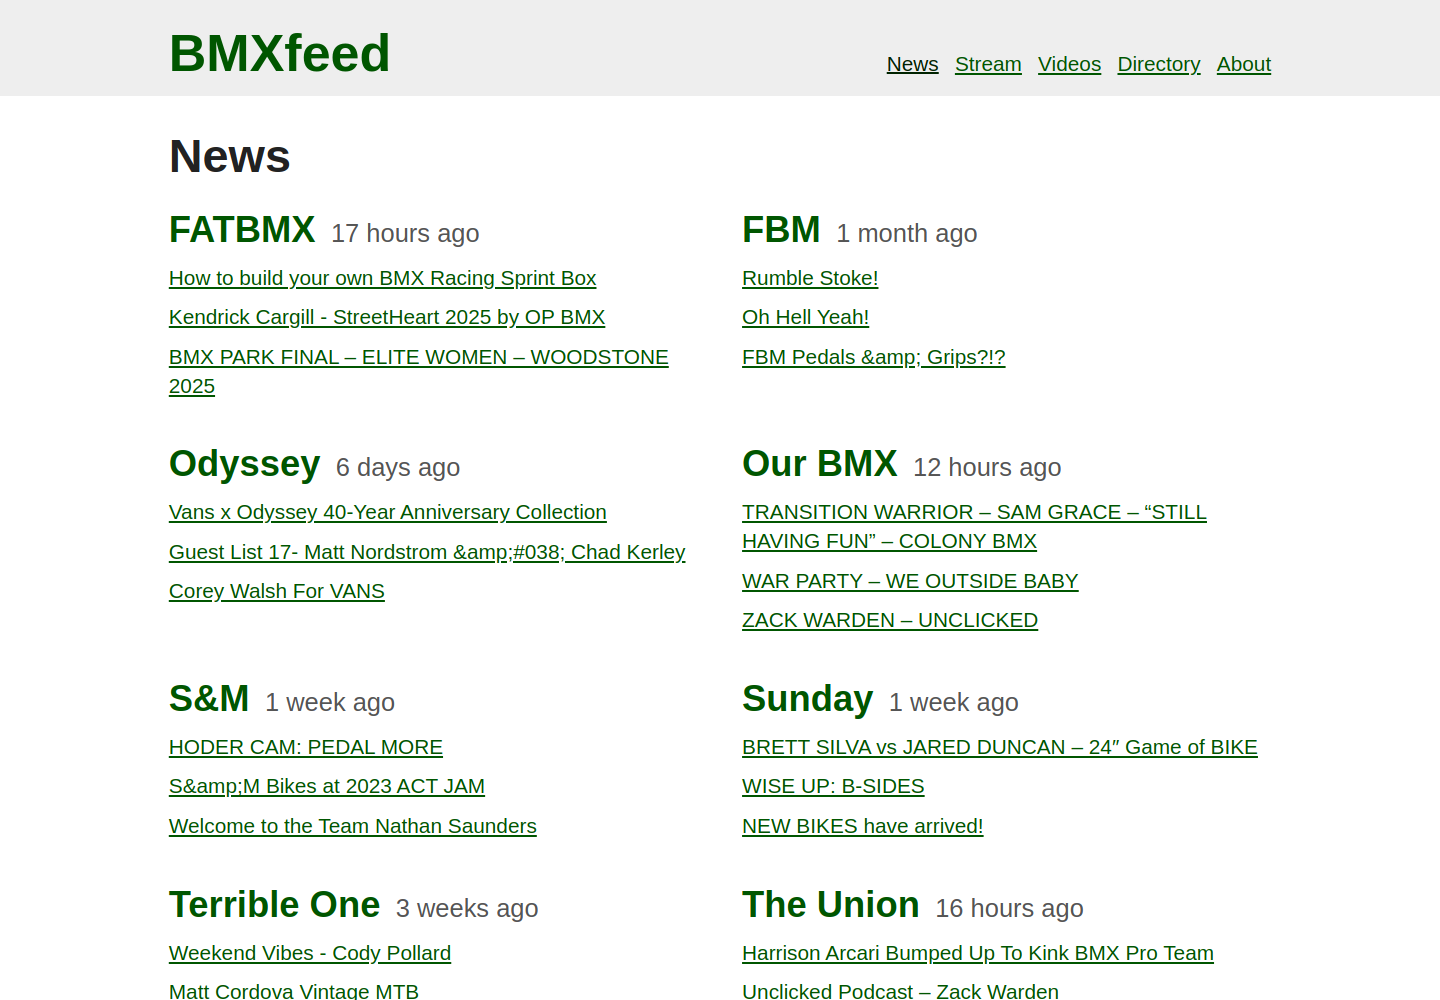 BMXfeed
News Stream Videos Directory About
News
FATBMX 17 hours ago
How to build your own BMX Racing Sprint Box
Kendrick Cargill - StreetHeart 2025 by OP BMX
BMX PARK FINAL – ELITE WOMEN – WOODSTONE
2025
FBM 1 month ago
Rumble Stoke!
Oh Hell Yeah!
FBM Pedals &amp; Grips?!?
Odyssey 6 days ago
Vans x Odyssey 40-Year Anniversary Collection
Guest List 17- Matt Nordstrom &amp;#038; Chad Kerley
Corey Walsh For VANS
Our BMX 12 hours ago
TRANSITION WARRIOR – SAM GRACE – “STILL
HAVING FUN” – COLONY BMX
WAR PARTY – WE OUTSIDE BABY
ZACK WARDEN – UNCLICKED
S&M 1 week ago
HODER CAM: PEDAL MORE
S&amp;M Bikes at 2023 ACT JAM
Welcome to the Team Nathan Saunders
Sunday 1 week ago
BRETT SILVA vs JARED DUNCAN – 24″ Game of BIKE
WISE UP: B-SIDES
NEW BIKES have arrived!
Terrible One 3 weeks ago
Weekend Vibes - Cody Pollard
Matt Cordova Vintage MTB
The Union 16 hours ago
Harrison Arcari Bumped Up To Kink BMX Pro Team
Unclicked Podcast – Zack Warden